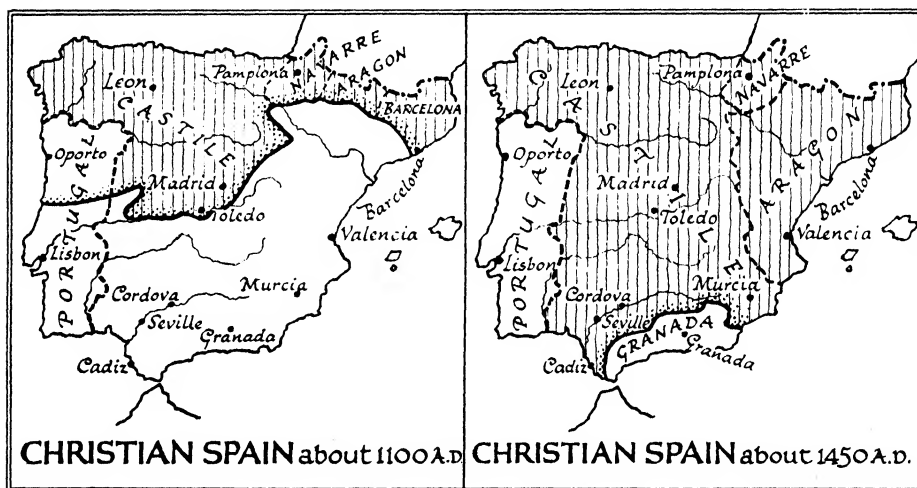 NAVARRE
Pamplona
ARAGON
Leon
BARCELONA
CASTILE
Oporto
Madrid
Toledo
Barcelona
PORTUGAL
Valencia
Lisbon
Cordova
Murcia
Seville
Granada
Cadiz
CHRISTIAN SPAIN about 1100 A.D.
Pamplona
NAVARRE
Leon
CASTILE
ARAGON
Oporto
Madrid
Barcelona
Toledo
PORTUGAL
Valencia
Lisbon
Murcia
Cordova
Seville
GRANADA
Granada
Cadiz
CHRISTIAN SPAIN about 1450 A.D.